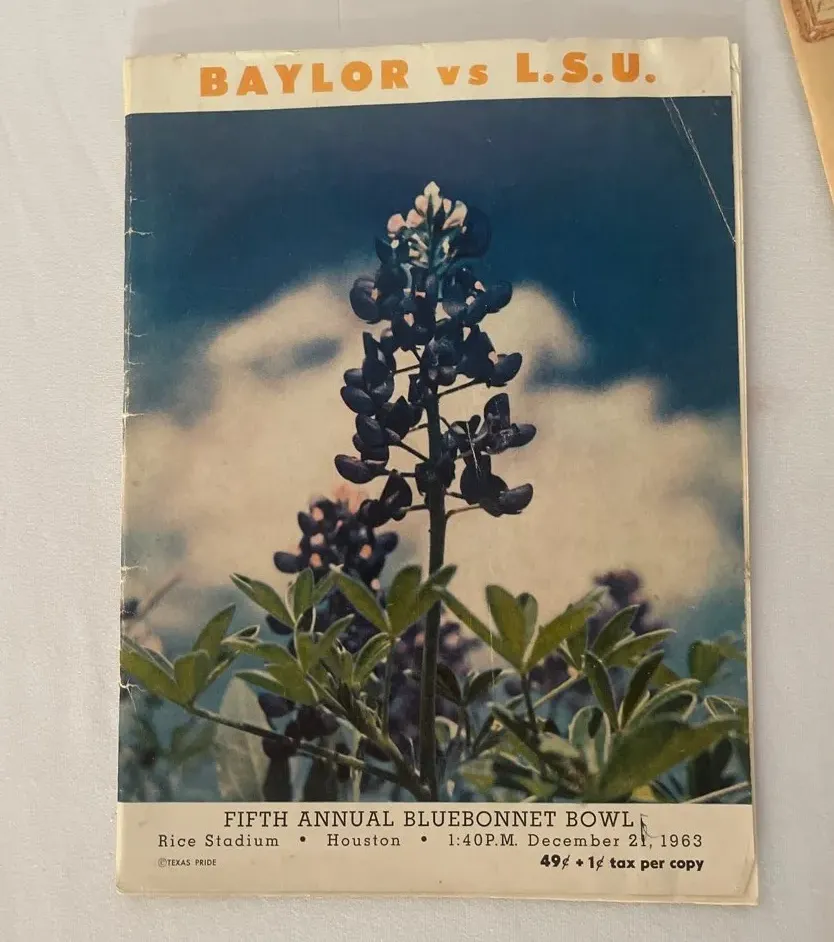 BAYLOR vs L.S.U.
FIFTH ANNUAL BLUEBONNET BOWL
Rice Stadium • Houston • 1:40P.M. December 21, 1963
©TEXAS PRIDE
49¢ + 1¢ tax per copy